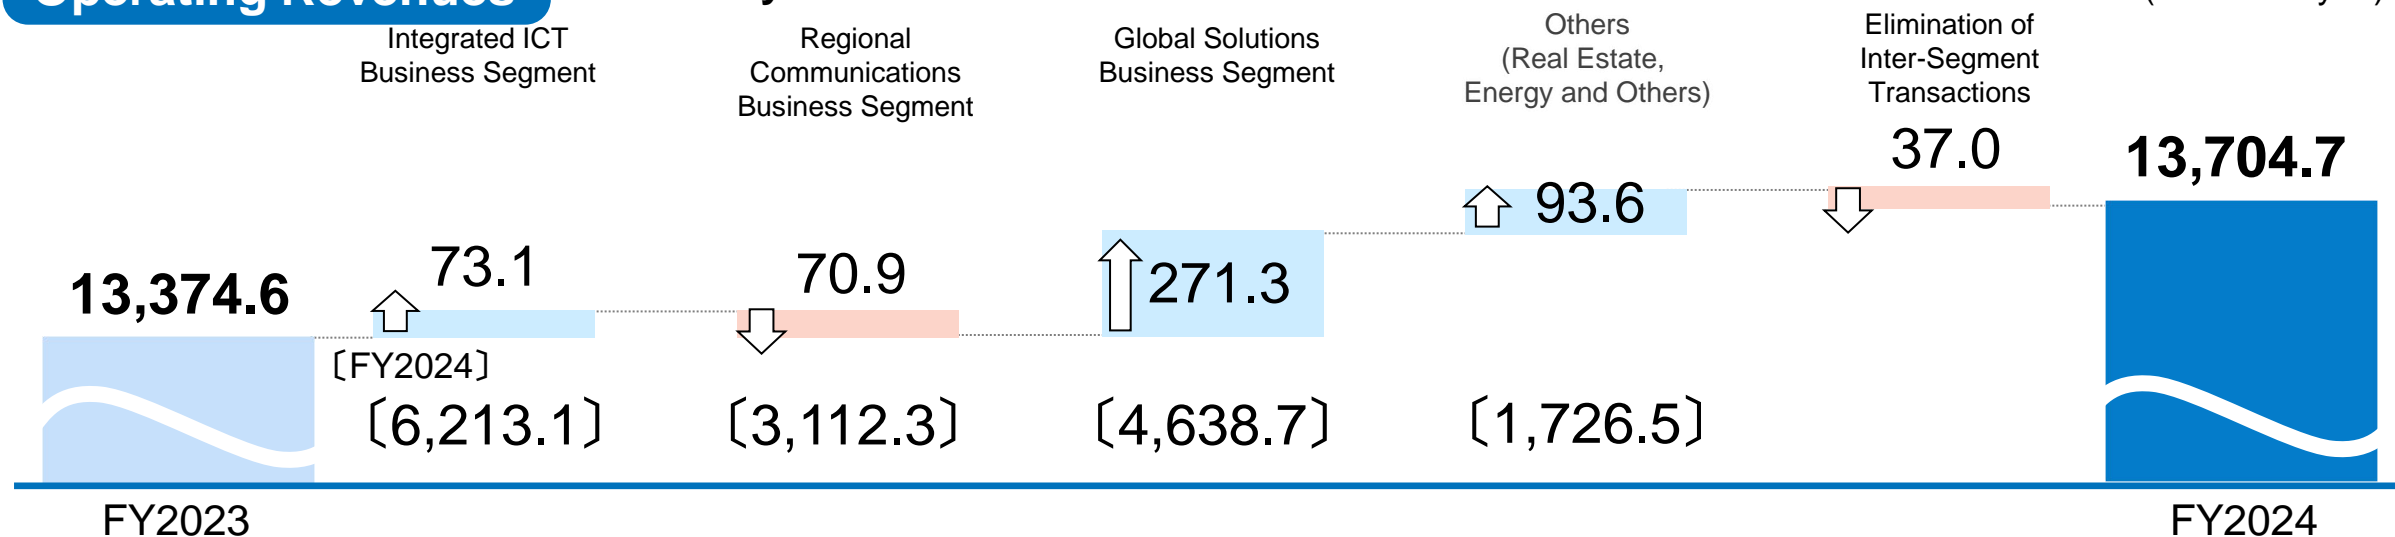 Operating Revenues
Integrated ICT
Business Segment
Regional
Communications
Business Segment
Global Solutions
Business Segment
Others
(Real Estate,
Energy and Others)
Elimination of
Inter-Segment
Transactions
13,374.6
73.1
70.9
271.3
93.6
37.0
13,704.7
〔FY2024〕
〔6,213.1〕
〔3,112.3〕
〔4,638.7〕
〔1,726.5〕
FY2023
FY2024